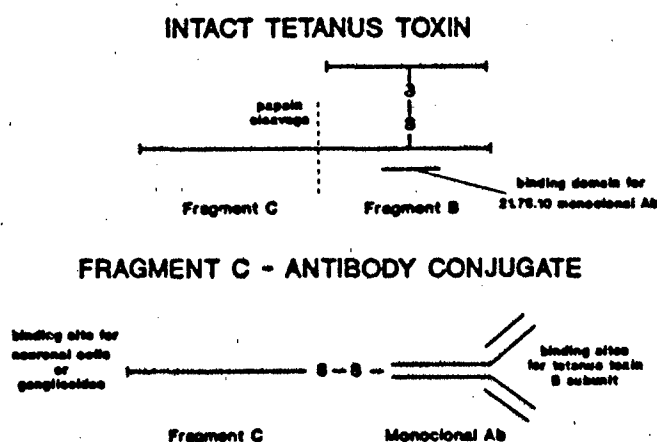 INTACT TETANUS TOXIN
papain
cleavage
S
S
Fragment C
Fragment B
binding domain for
21.76.10 monoclonal Ab
FRAGMENT C - ANTIBODY CONJUGATE
binding site for
neuronal cells
or
gangliosides
S - S
binding sites
for tetanus toxin
B subunit
Fragment C
Monoclonal Ab